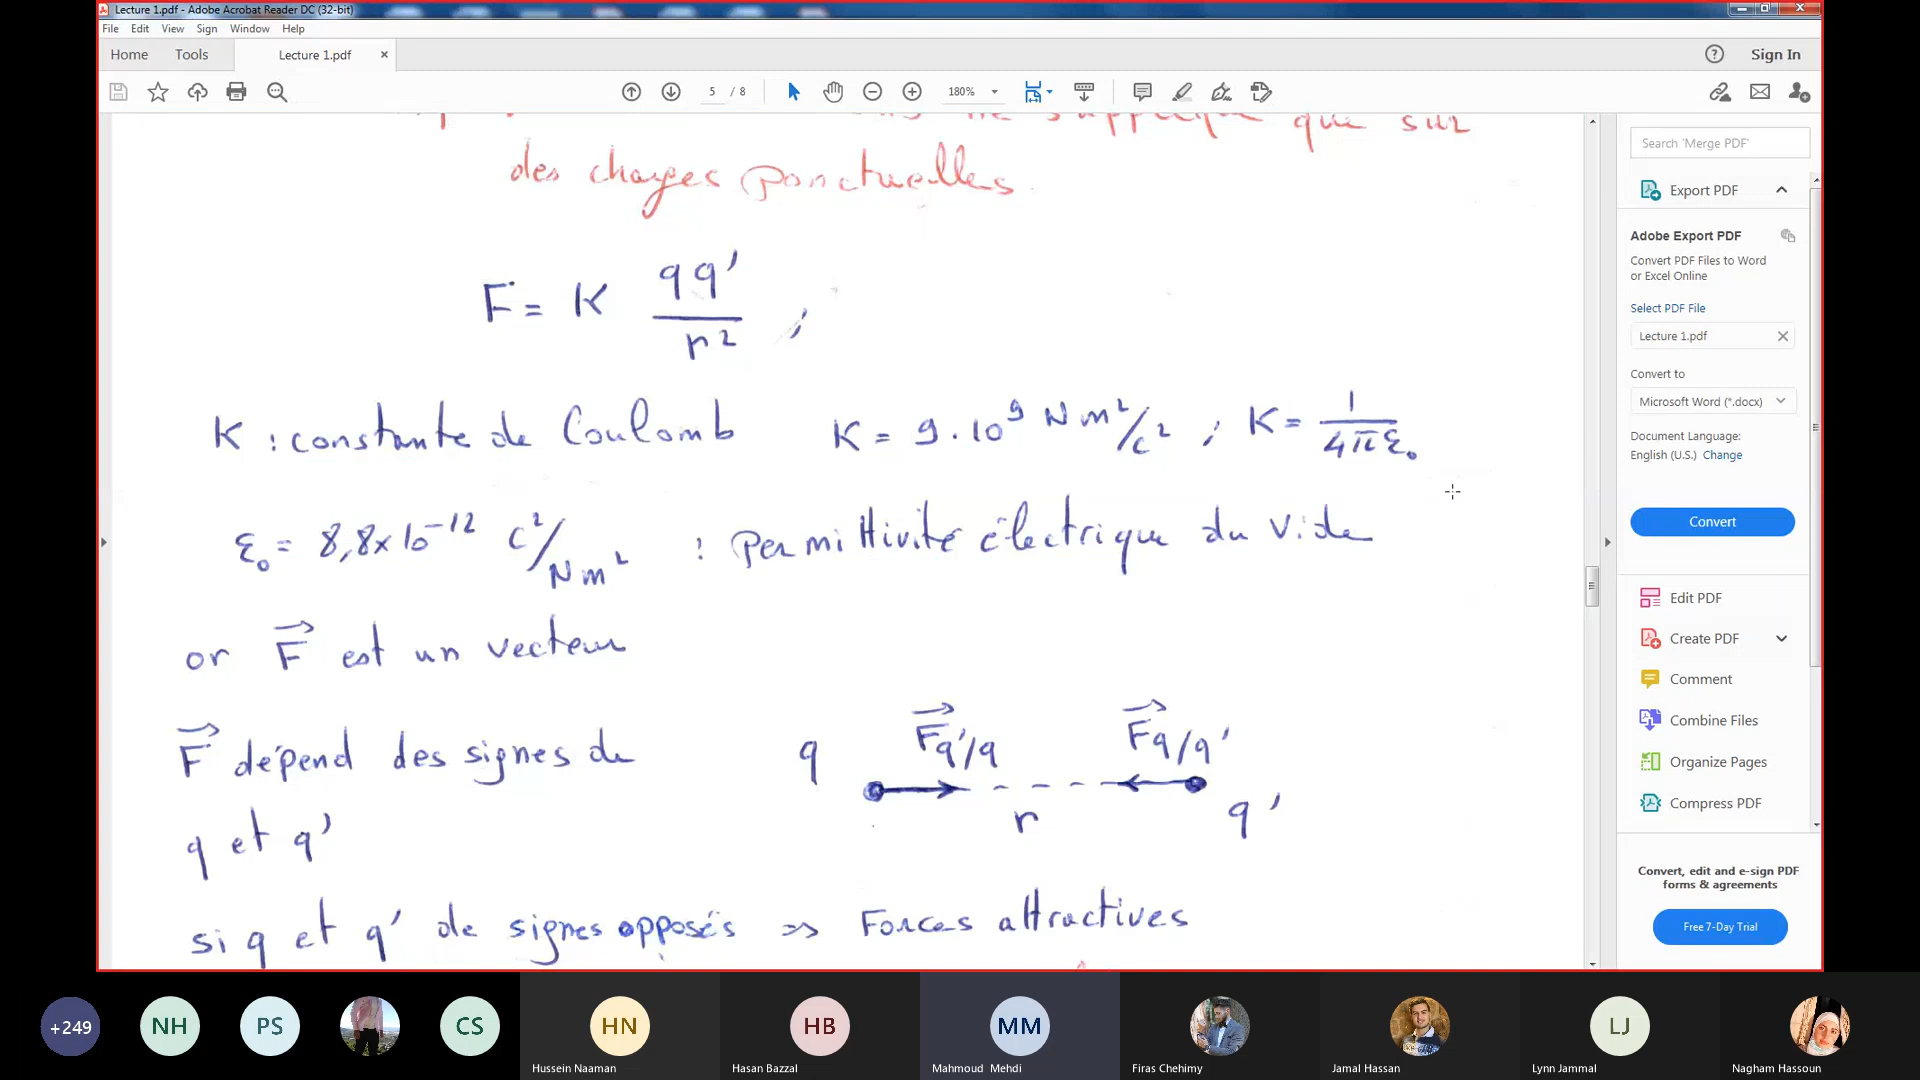 Lecture 1.pdf - Adobe Acrobat Reader DC (32-bit)
File Edit View Sign Window Help
Home Tools Lecture 1.pdf × Sign In
5 / 8 180%
ne s'applique que sur
des charges ponctuelles
F = K qq' / r² ,
K : constante de Coulomb K = 9.10⁹ Nm²/C² ; K = 1/4πε₀
ε₀ = 8,8×10⁻¹² C²/Nm² : permittivité électrique du vide
or F⃗ est un vecteur
F⃗ dépend des signes de
q et q'
q F⃗q'/q F⃗q/q'
r q'
si q et q' de signes opposés => Forces attractives
Search 'Merge PDF'
Export PDF
Adobe Export PDF
Convert PDF Files to Word
or Excel Online
Select PDF File
Lecture 1.pdf
Convert to
Microsoft Word (*.docx)
Document Language:
English (U.S.) Change
Convert
Edit PDF
Create PDF
Comment
Combine Files
Organize Pages
Compress PDF
Convert, edit and e-sign PDF
forms & agreements
Free 7-Day Trial
+249 NH PS CS HN HB MM LJ
Hussein Naaman Hasan Bazzal Mahmoud Mehdi Firas Chehimy Jamal Hassan Lynn Jammal Nagham Hassoun